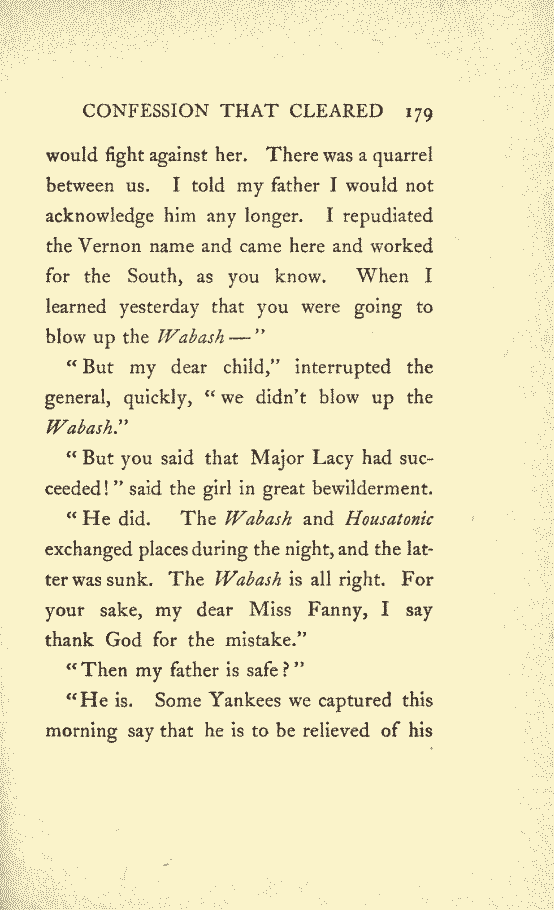 CONFESSION THAT CLEARED 179
would fight against her. There was a quarrel
between us. I told my father I would not
acknowledge him any longer. I repudiated
the Vernon name and came here and worked
for the South, as you know. When I
learned yesterday that you were going to
blow up the Wabash — ”
“ But my dear child,” interrupted the
general, quickly, “ we didn’t blow up the
Wabash.”
“ But you said that Major Lacy had suc-
ceeded! ” said the girl in great bewilderment.
“ He did. The Wabash and Housatonic
exchanged places during the night, and the lat-
ter was sunk. The Wabash is all right. For
your sake, my dear Miss Fanny, I say
thank God for the mistake.”
“ Then my father is safe ? ”
“ He is. Some Yankees we captured this
morning say that he is to be relieved of his